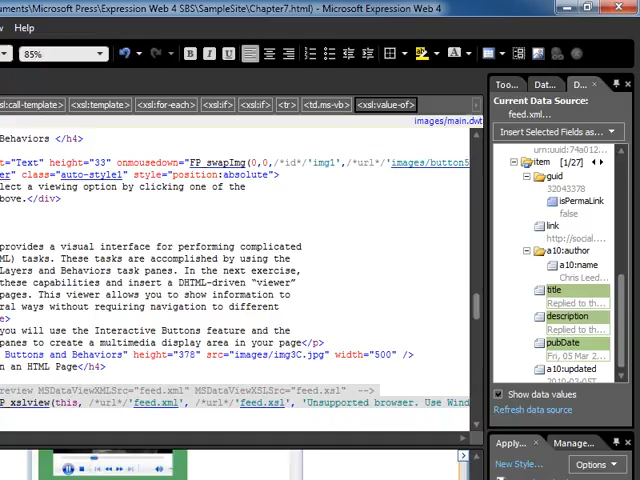 cuments\Microsoft Press\Expression Web 4 SBS\SampleSite\Chapter7.html) - Microsoft Expression Web 4
Help
85%
B I U
Too... Dat... D...
Current Data Source:
feed.xml...
Insert Selected Fields as...
xsl:call-template> <xsl:template> <xsl:for-each> <xsl:if> <xsl:if> <tr> <td.ms-vb> <xsl:value-of>
images/main.dwt
urn:uuid:74a012...
item [1/27]
guid
32043378
isPermaLink
false
link
http://social...
a10:author
a10:name
Chris Leed...
title
Replied to th...
description
Replied to th...
pubDate
Fri, 05 Mar 2...
a10:updated
2010-03-05T...
Behaviors </h4>
t="Text" height="33" onmousedown="FP_swapImg(0,0,/*id*/'img1',/*url*/'images/button5
er" class="auto-style1" style="position:absolute">
lect a viewing option by clicking one of the
bove.</div>
provides a visual interface for performing complicated
ML) tasks. These tasks are accomplished by using the
Layers and Behaviors task panes. In the next exercise,
these capabilities and insert a DHTML-driven "viewer"
pages. This viewer allows you to show information to
ral ways without requiring navigation to different
e>
you will use the Interactive Buttons feature and the
panes to create a multimedia display area in your page</p>
Buttons and Behaviors" height="378" src="images/img3C.jpg" width="500" />
n an HTML Page</h4>
review MSDataViewXMLSrc="feed.xml" MSDataViewXSLSrc="feed.xsl" -->
P_xslview(this, /*url*/'feed.xml', /*url*/'feed.xsl', 'Unsupported browser. Use Wind
Show data values
Refresh data source
Apply... Manage...
New Style... Options